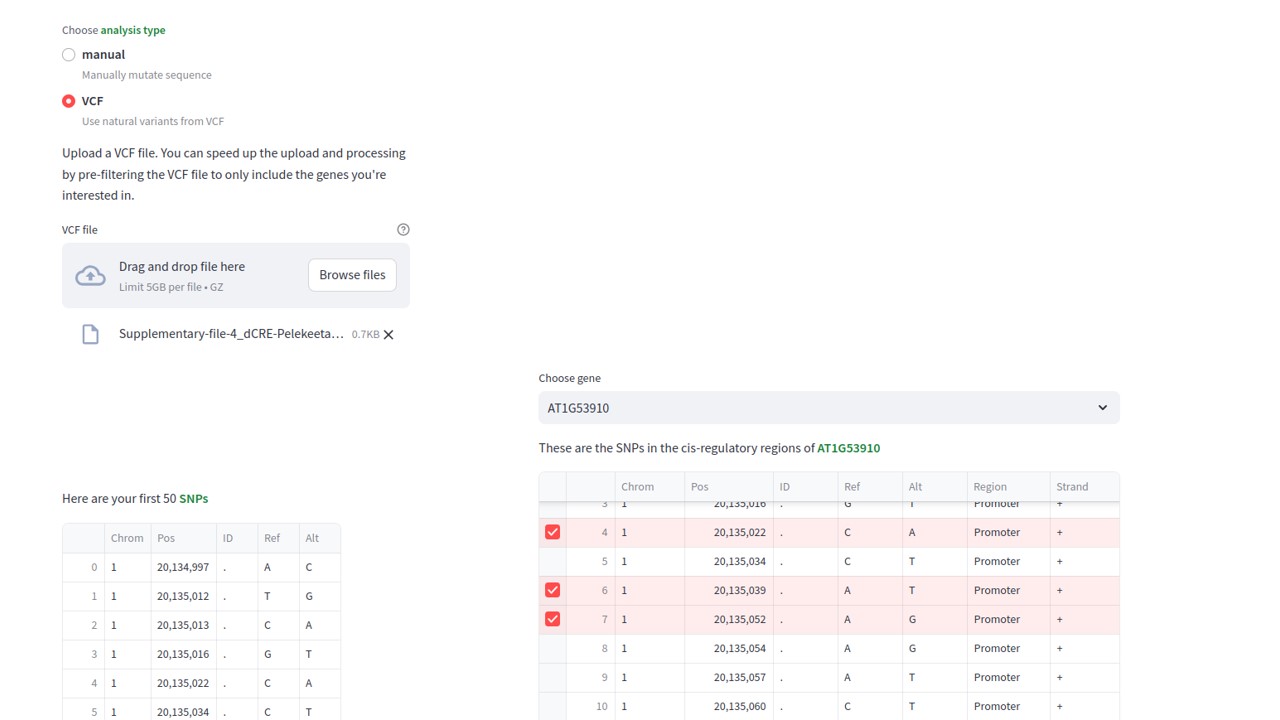 Choose analysis type
manual
Manually mutate sequence
VCF
Use natural variants from VCF
Upload a VCF file. You can speed up the upload and processing
by pre-filtering the VCF file to only include the genes you're
interested in.
VCF file
Drag and drop file here
Limit 5GB per file • GZ
Browse files
Supplementary-file-4_dCRE-Pelekeeta... 0.7KB
Choose gene
AT1G53910
These are the SNPs in the cis-regulatory regions of AT1G53910
Chrom Pos ID Ref Alt Region Strand
3 1 20,135,016 . G T Promoter +
4 1 20,135,022 . C A Promoter +
5 1 20,135,034 . C T Promoter +
6 1 20,135,039 . A T Promoter +
7 1 20,135,052 . A G Promoter +
8 1 20,135,054 . A G Promoter +
9 1 20,135,057 . A T Promoter +
10 1 20,135,060 . C T Promoter +
Here are your first 50 SNPs
Chrom Pos ID Ref Alt
0 1 20,134,997 . A C
1 1 20,135,012 . T G
2 1 20,135,013 . C A
3 1 20,135,016 . G T
4 1 20,135,022 . C A
5 1 20,135,034 . C T